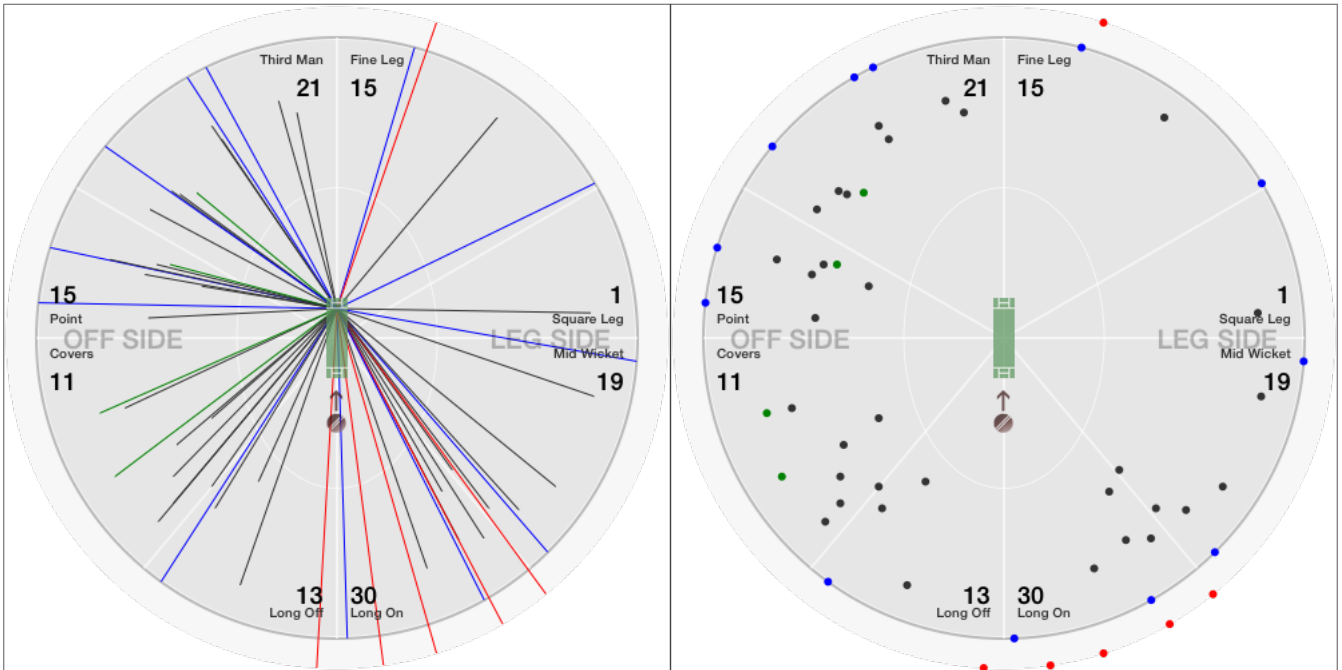 Third Man
Fine Leg
21
15
15
1
Point
Square Leg
OFF SIDE
LEG SIDE
Covers
Mid Wicket
11
19
13
30
Long Off
Long On
Third Man
Fine Leg
21
15
15
1
Point
Square Leg
OFF SIDE
LEG SIDE
Covers
Mid Wicket
11
19
13
30
Long Off
Long On